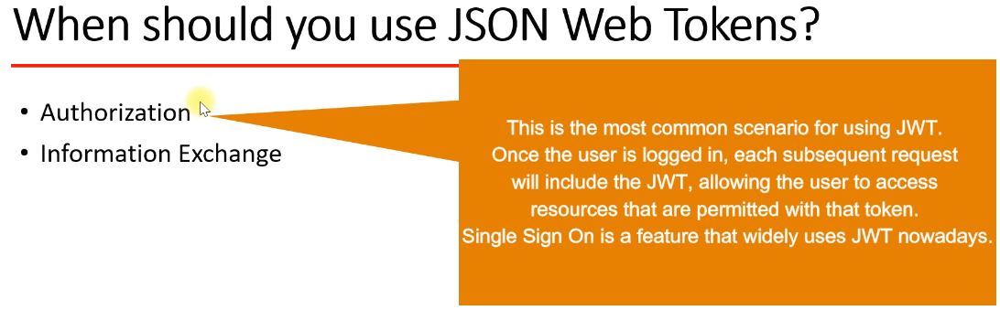 When should you use JSON Web Tokens?
• Authorization
• Information Exchange
This is the most common scenario for using JWT.
Once the user is logged in, each subsequent request
will include the JWT, allowing the user to access
resources that are permitted with that token.
Single Sign On is a feature that widely uses JWT nowadays.